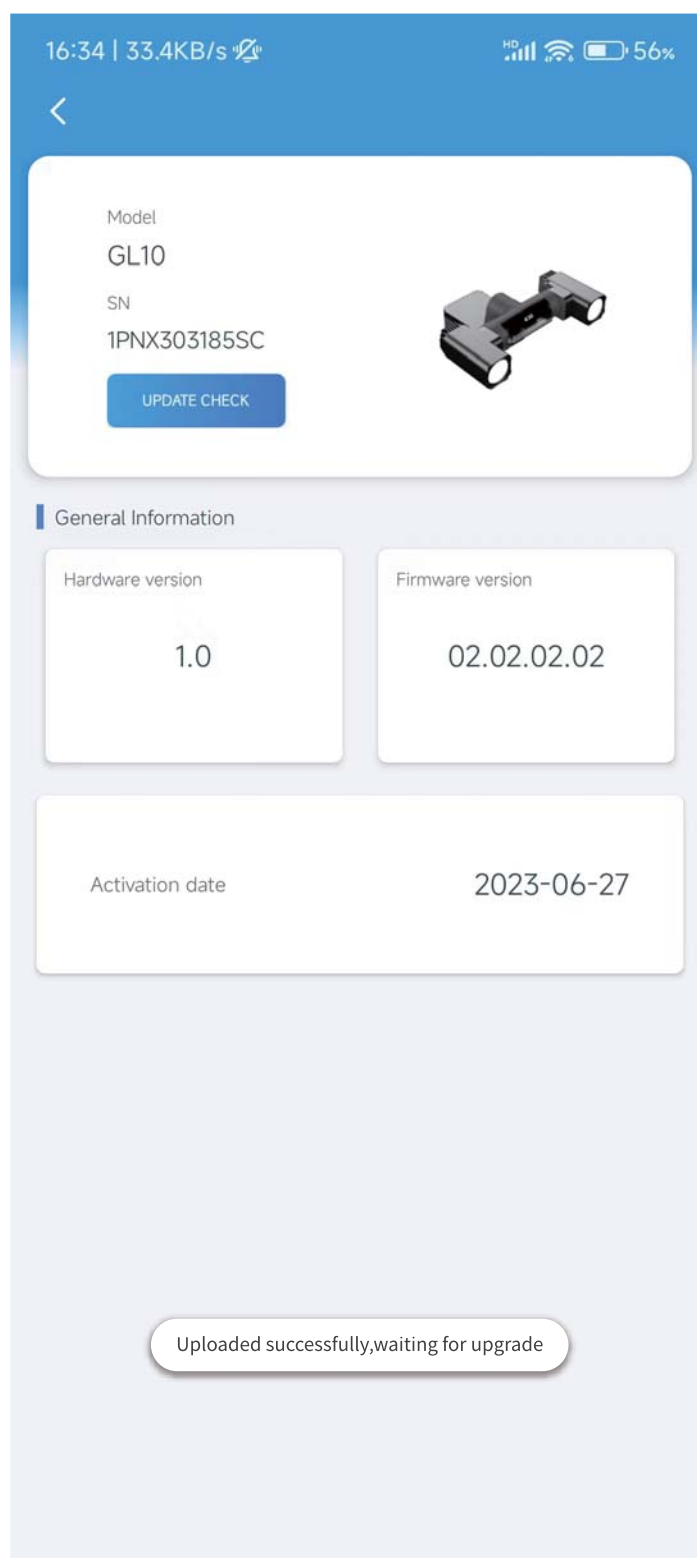 16:34 | 33.4KB/s HD 56%
Model
GL10
SN
1PNX303185SC
UPDATE CHECK
General Information
Hardware version
Firmware version
1.0
02.02.02.02
Activation date
2023-06-27
Uploaded successfully,waiting for upgrade